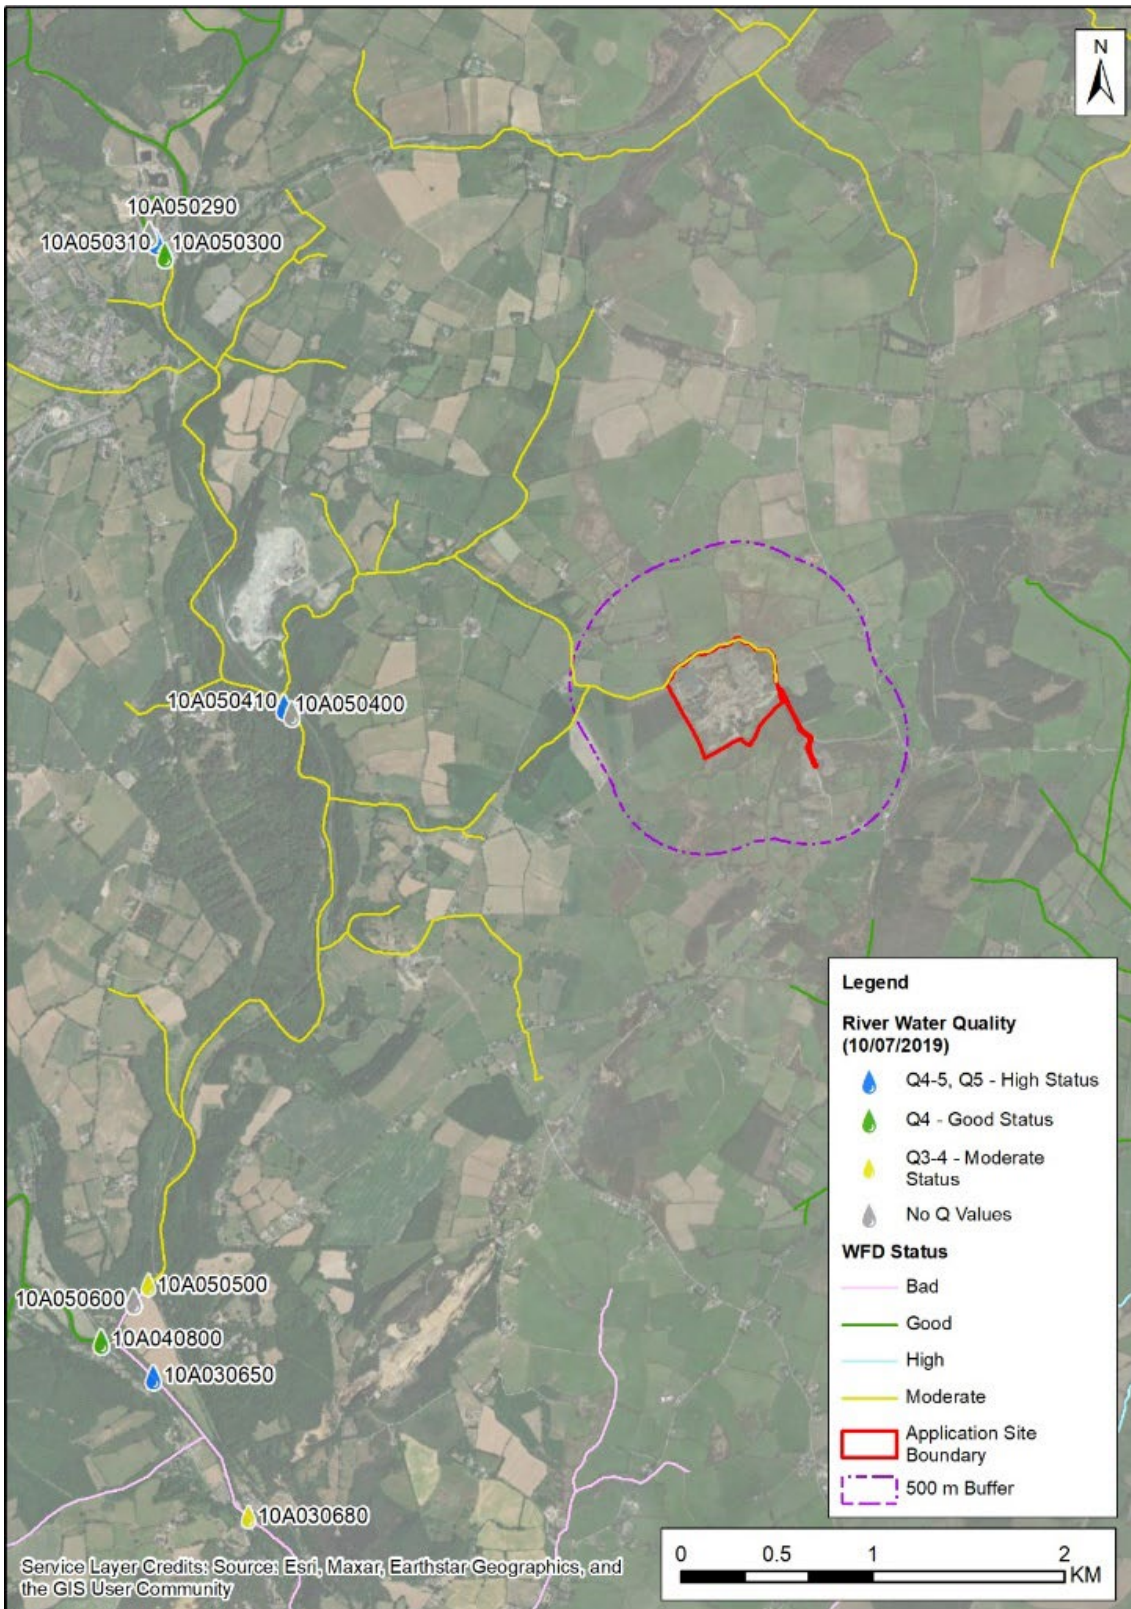 N
10A050290
10A050310
10A050300
10A050410
10A050400
10A050500
10A050600
10A040800
10A030650
10A030680
Legend
River Water Quality
(10/07/2019)
Q4-5, Q5 - High Status
Q4 - Good Status
Q3-4 - Moderate
Status
No Q Values
WFD Status
Bad
Good
High
Moderate
Application Site
Boundary
500 m Buffer
0 0.5 1 2
KM
Service Layer Credits: Source: Esri, Maxar, Earthstar Geographics, and
the GIS User Community